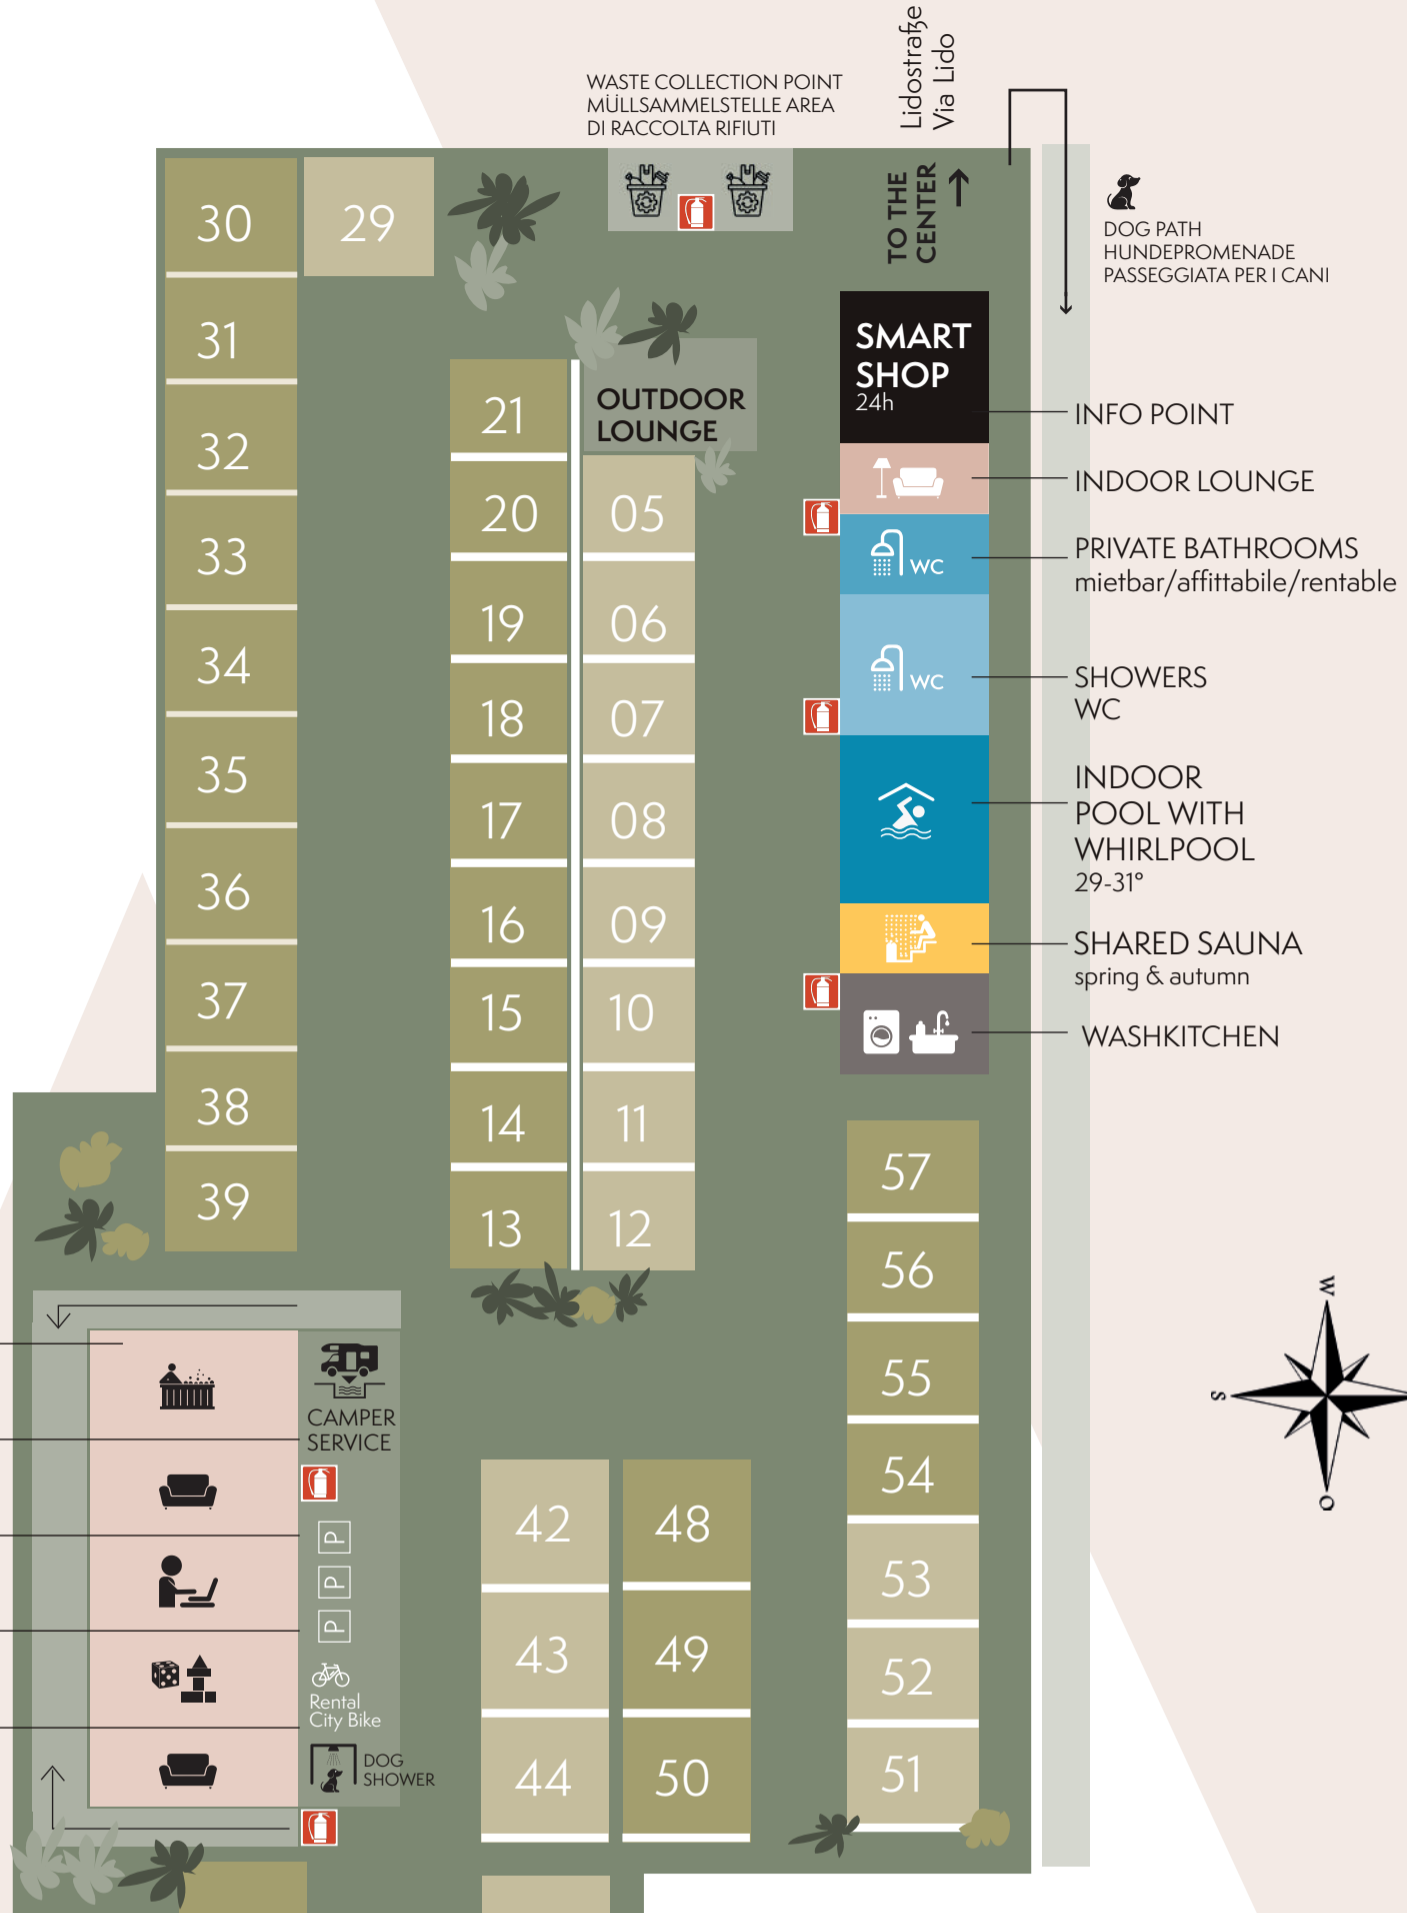 Lidostraße
Via Lido
WASTE COLLECTION POINT
MÜLLSAMMELSTELLE AREA
DI RACCOLTA RIFIUTI
TO THE
CENTER
DOG PATH
HUNDEPROMENADE
PASSEGGIATA PER I CANI
30
29
31
32
33
34
35
36
37
38
39
21
20
19
18
17
16
15
14
13
OUTDOOR
LOUNGE
05
06
07
08
09
10
11
12
SMART
SHOP
24h
INFO POINT
INDOOR LOUNGE
WC
PRIVATE BATHROOMS
mietbar/affittabile/rentable
WC
SHOWERS
WC
INDOOR
POOL WITH
WHIRLPOOL
29-31°
SHARED SAUNA
spring & autumn
WASHKITCHEN
57
56
55
54
53
52
51
W
S
O
CAMPER
SERVICE
P
P
P
Rental
City Bike
DOG
SHOWER
42
43
44
48
49
50